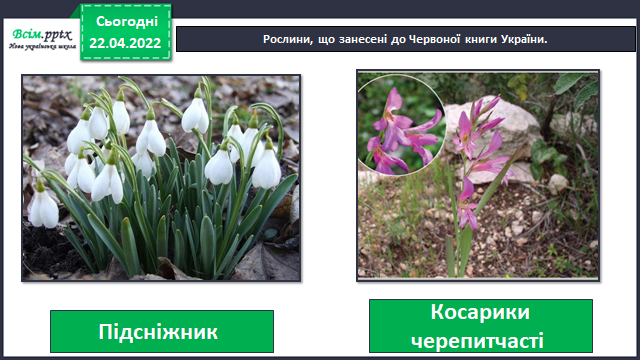 Всім.pptx
Нова українська школа
Сьогодні
22.04.2022
Рослини, що занесені до Червоної книги України.
Підсніжник
Косарики
черепитчасті